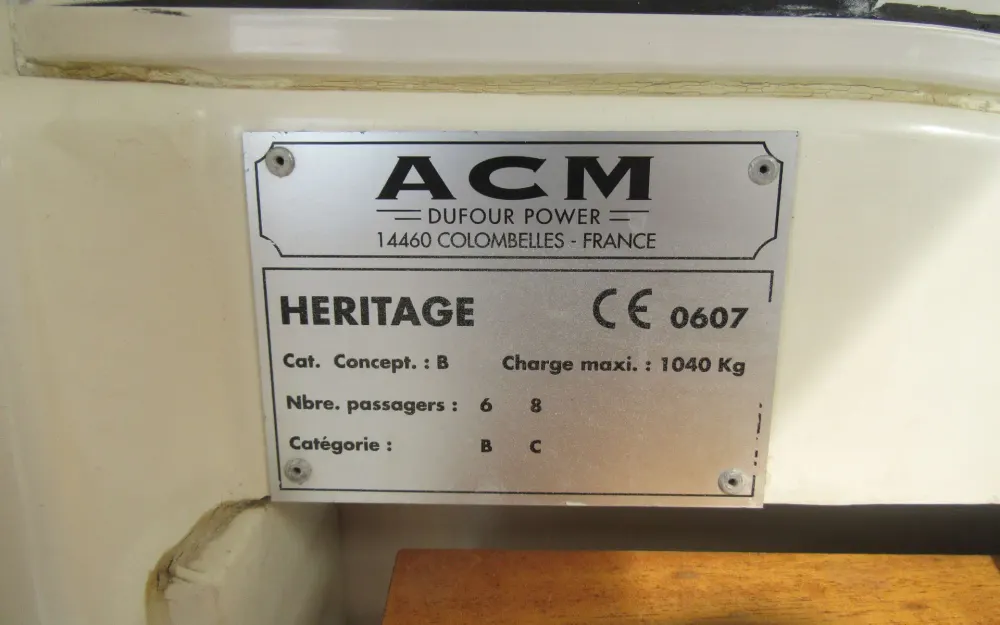 ACM
DUFOUR POWER
14460 COLOMBELLES - FRANCE
HERITAGE CE 0607
Cat. Concept. : B Charge maxi. : 1040 Kg
Nbre. passagers : 6 8
Catégorie : B C